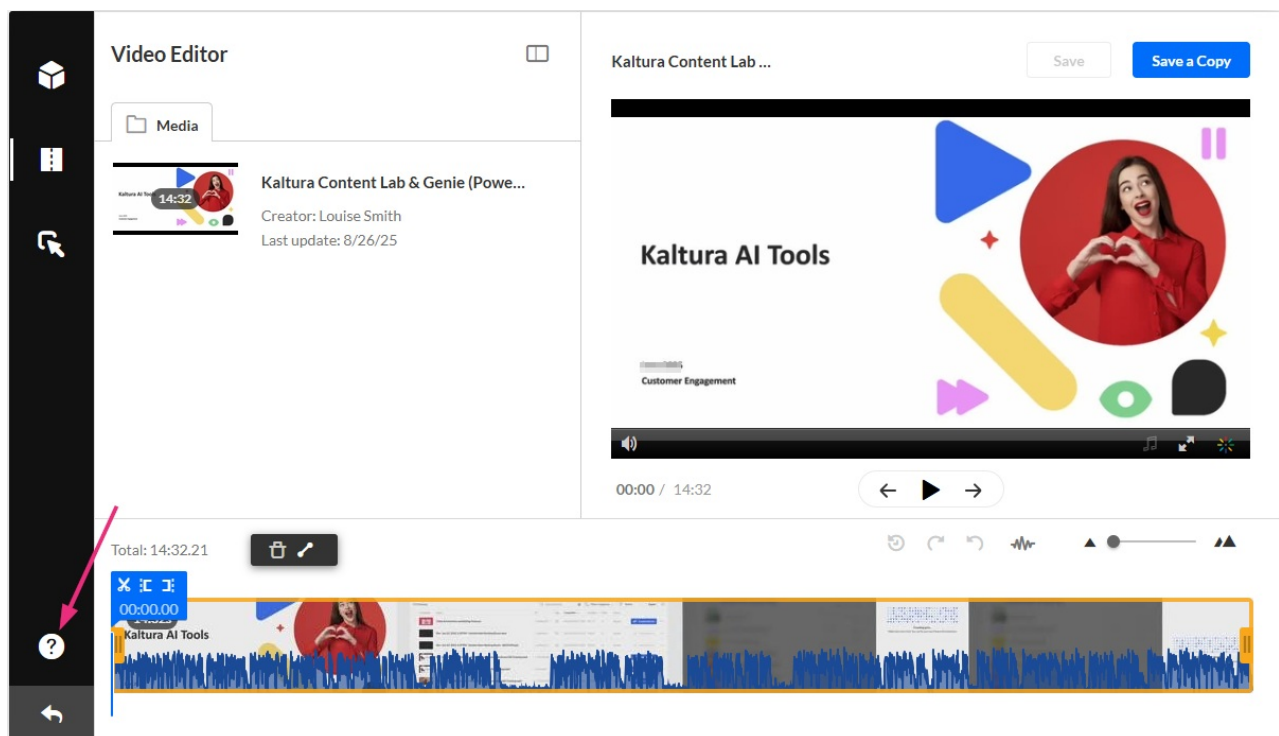 Video Editor
Media
14:32
Kaltura Content Lab & Genie (Powe...
Creator: Louise Smith
Last update: 8/26/25
Kaltura Content Lab ...
Save
Save a Copy
Kaltura AI Tools
Customer Engagement
00:00 / 14:32
Total: 14:32.21
00:00.00
Kaltura AI Tools
?